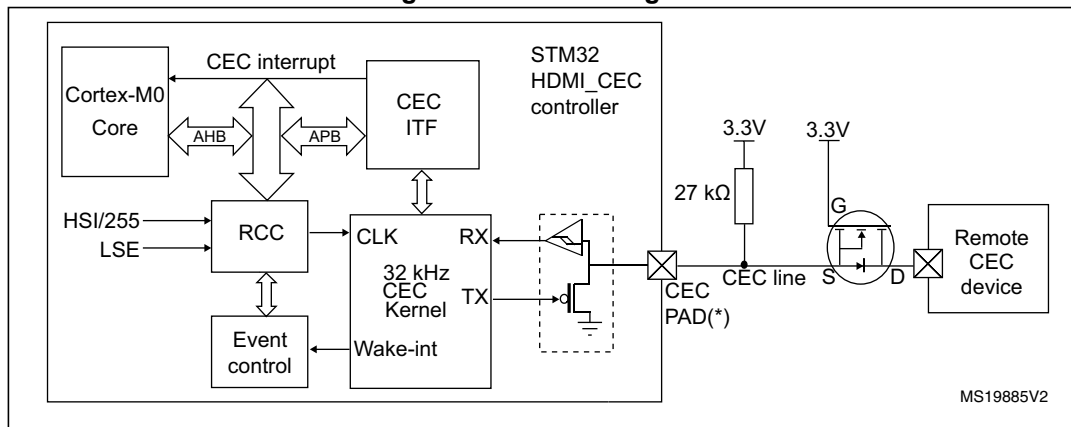 CEC interrupt
Cortex-M0
Core
AHB
APB
CEC
ITF
STM32
HDMI_CEC
controller
HSI/255
LSE
RCC
CLK
RX
32 kHz
CEC
Kernel
TX
Event
control
Wake-int
CEC
PAD(*)
3.3V
27 kΩ
CEC line
3.3V
G
S
D
Remote
CEC
device
MS19885V2